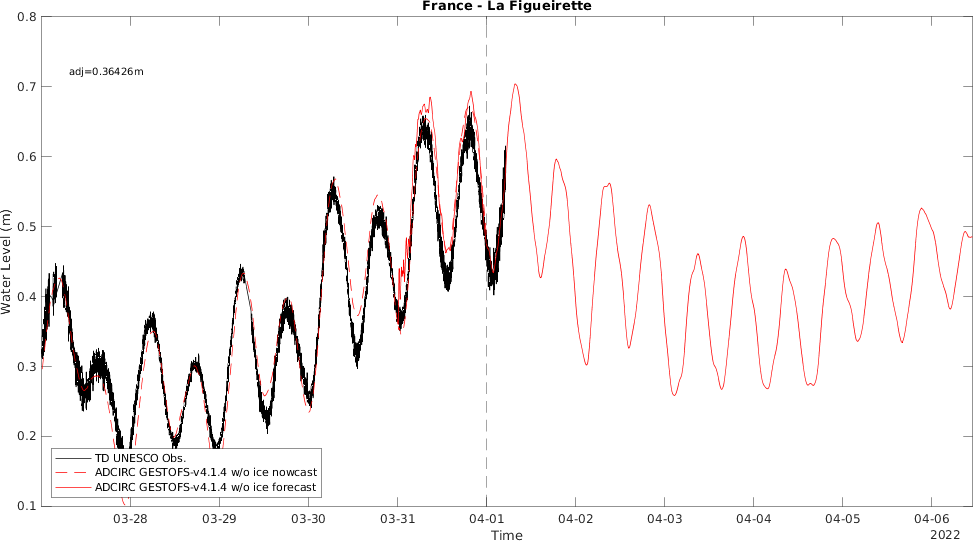 France - La Figueirette
0.8
adj=0.36426m
0.7
0.6
0.5
0.4
0.3
0.2
0.1
Water Level (m)
TD UNESCO Obs.
ADCIRC GESTOFS-v4.1.4 w/o ice nowcast
ADCIRC GESTOFS-v4.1.4 w/o ice forecast
03-28 03-29 03-30 03-31 04-01 04-02 04-03 04-04 04-05 04-06
Time
2022